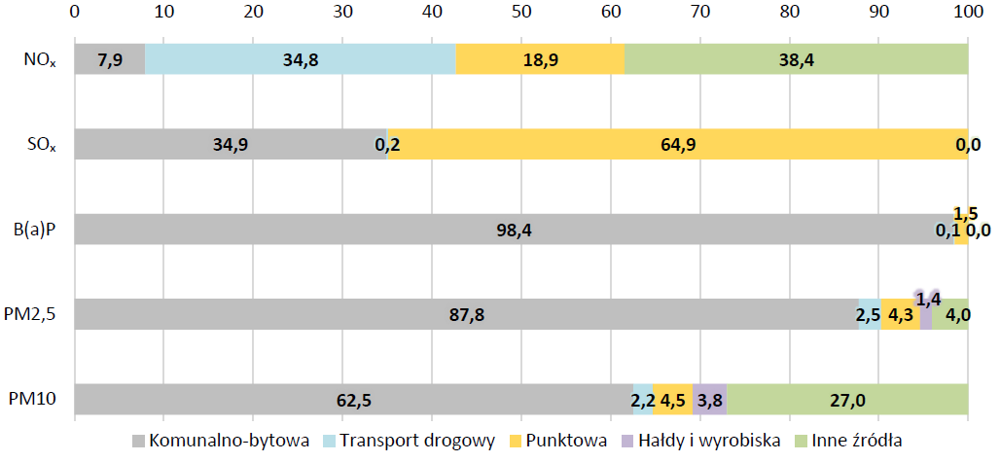 0 10 20 30 40 50 60 70 80 90 100
NOₓ 7,9 34,8 18,9 38,4
SOₓ 34,9 0,2 64,9 0,0
B(a)P 98,4 0,1 1,5 0,0
PM2,5 87,8 2,5 4,3 1,4 4,0
PM10 62,5 2,2 4,5 3,8 27,0
Komunalno-bytowa Transport drogowy Punktowa Hałdy i wyrobiska Inne źródła